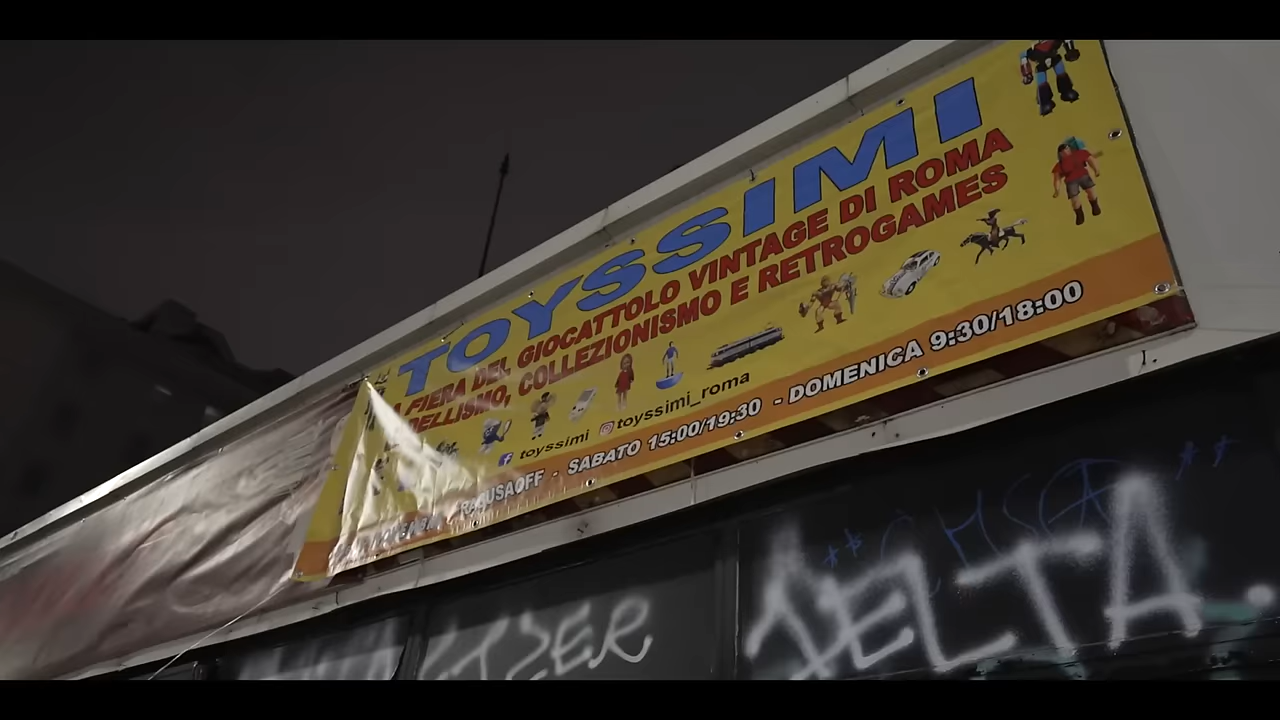 TOYSSIMI
FIERA DEL GIOCATTOLO VINTAGE DI ROMA
COLLEZIONISMO E RETROGAMES
toyssimi toyssimi_roma
RAGUSAOFF - SABATO 15:00/19:30 - DOMENICA 9:30/18:00
DELTA.